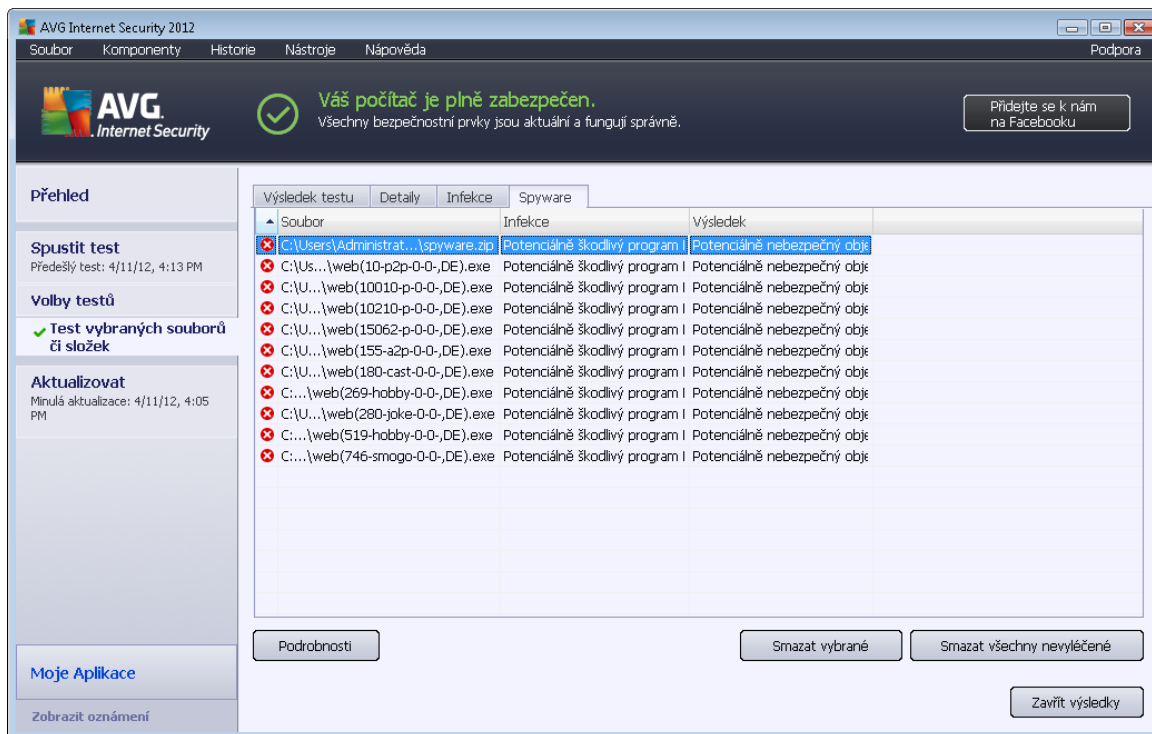 AVG Internet Security 2012
Soubor Komponenty Historie Nástroje Nápověda Podpora
AVG.
Internet Security
Váš počítač je plně zabezpečen.
Všechny bezpečnostní prvky jsou aktuální a fungují správně.
Přidejte se k nám
na Facebooku
Přehled
Spustit test
Předešlý test: 4/11/12, 4:13 PM
Volby testů
Test vybraných souborů
či složek
Aktualizovat
Minulá aktualizace: 4/11/12, 4:05
PM
Moje Aplikace
Zobrazit oznámení
Výsledek testu Detaily Infekce Spyware
Soubor Infekce Výsledek
C:\Users\Administrat...\spyware.zip Potenciálně škodlivý program Potenciálně nebezpečný obje
C:\Us...\web(10-p2p-0-0-,DE).exe Potenciálně škodlivý program Potenciálně nebezpečný obje
C:\U...\web(10010-p-0-0-,DE).exe Potenciálně škodlivý program Potenciálně nebezpečný obje
C:\U...\web(10210-p-0-0-,DE).exe Potenciálně škodlivý program Potenciálně nebezpečný obje
C:\U...\web(15062-p-0-0-,DE).exe Potenciálně škodlivý program Potenciálně nebezpečný obje
C:\U...\web(155-a2p-0-0-,DE).exe Potenciálně škodlivý program Potenciálně nebezpečný obje
C:\U...\web(180-cast-0-0-,DE).exe Potenciálně škodlivý program Potenciálně nebezpečný obje
C:...\web(269-hobby-0-0-,DE).exe Potenciálně škodlivý program Potenciálně nebezpečný obje
C:\U...\web(280-joke-0-0-,DE).exe Potenciálně škodlivý program Potenciálně nebezpečný obje
C:...\web(519-hobby-0-0-,DE).exe Potenciálně škodlivý program Potenciálně nebezpečný obje
C:...\web(746-smogo-0-0-,DE).exe Potenciálně škodlivý program Potenciálně nebezpečný obje
Podrobnosti Smazat vybrané Smazat všechny nevyléčené
Zavřít výsledky